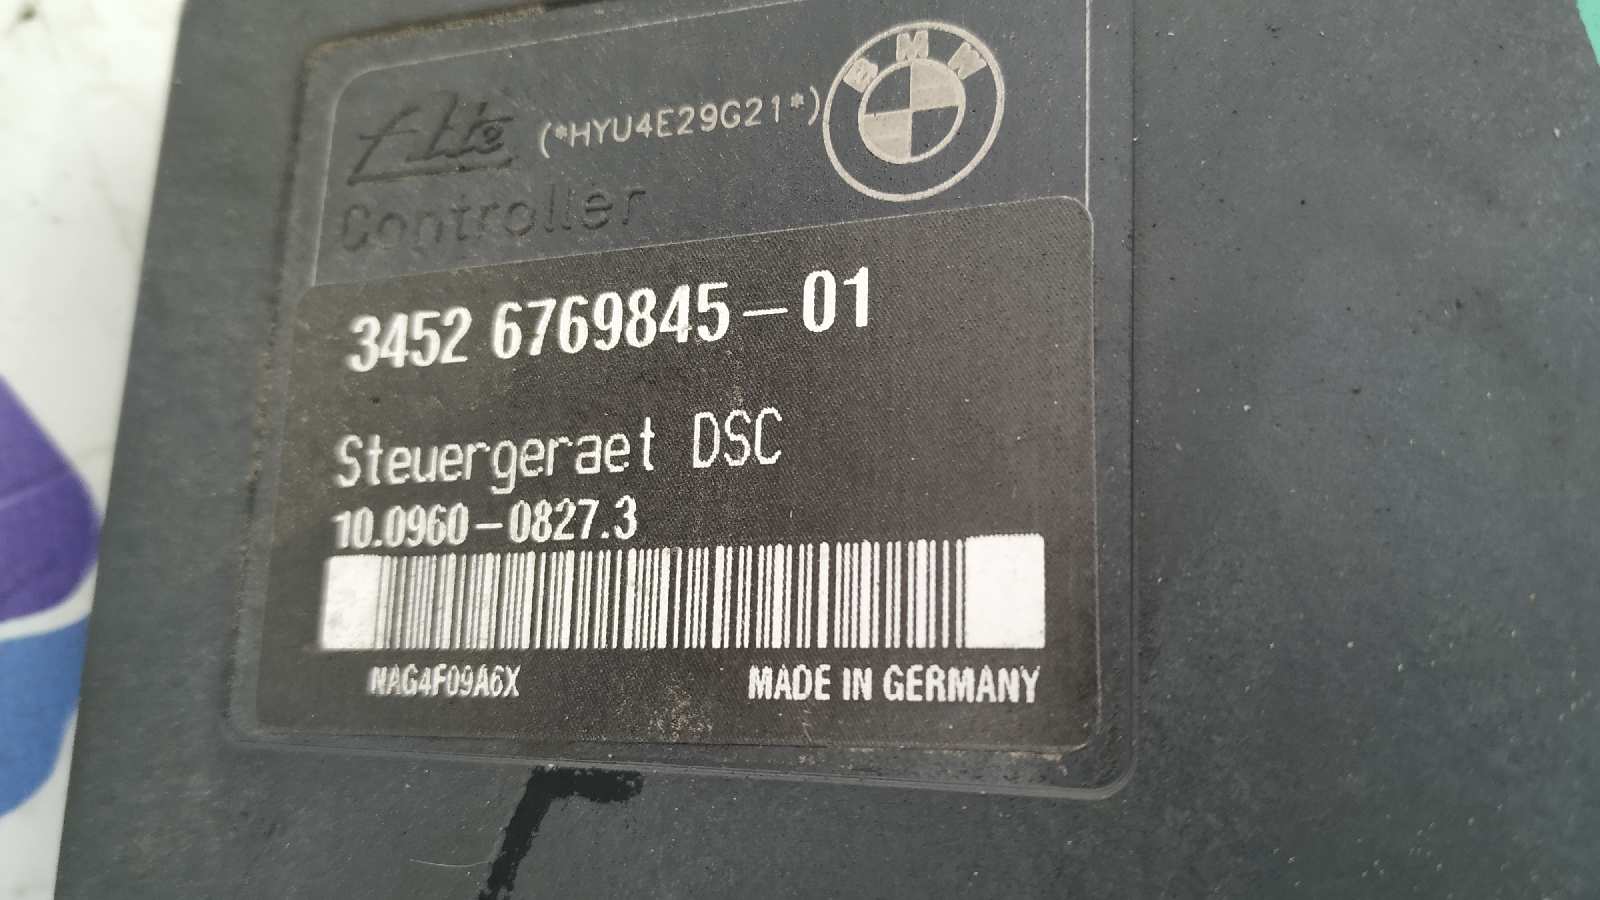 BMW
Ate (*HYU4E29G21*)
Controller
3452 6769845-01
Steuergeraet DSC
10.0960-0827.3
NAG4F09A6X MADE IN GERMANY